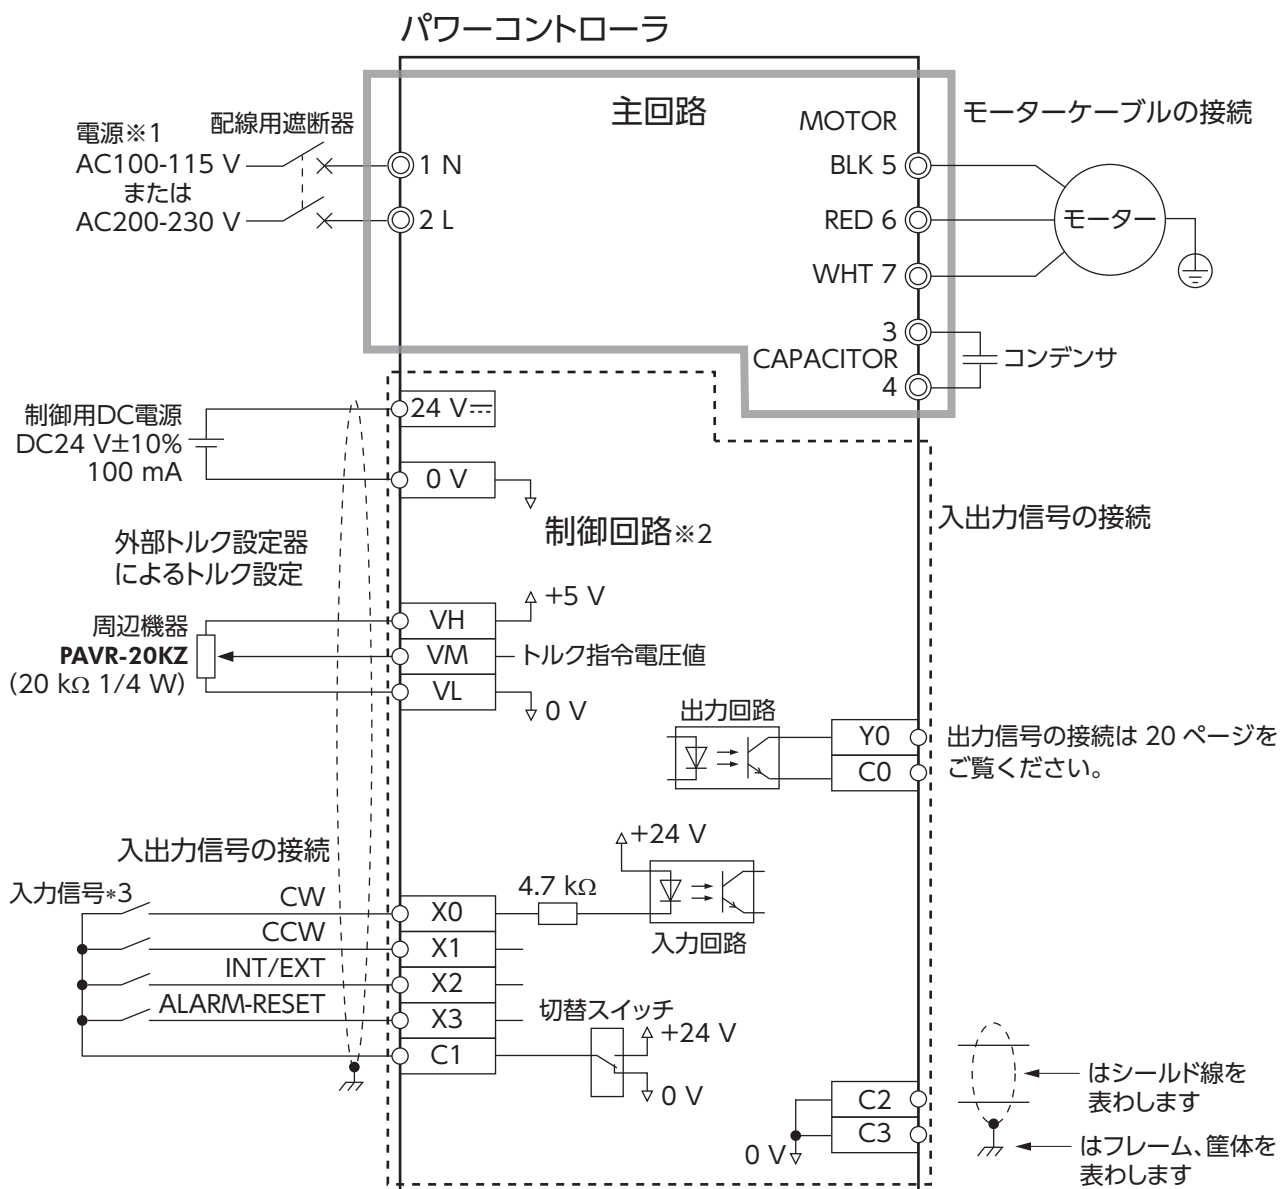 パワーコントローラ
主回路
電源※1
配線用遮断器
AC100-115 V
または
AC200-230 V
1 N
2 L
MOTOR
BLK 5
RED 6
WHT 7
3
CAPACITOR
4
モーターケーブルの接続
モーター
コンデンサ
制御用DC電源
DC24 V±10%
100 mA
24 V⎓
0 V
制御回路※2
入出力信号の接続
外部トルク設定器
によるトルク設定
周辺機器
PAVR-20KZ
(20 kΩ 1/4 W)
VH
VM
VL
+5 V
トルク指令電圧値
0 V
出力回路
Y0
C0
出力信号の接続は 20 ページを
ご覧ください。
入出力信号の接続
入力信号*3
CW
CCW
INT/EXT
ALARM-RESET
X0
X1
X2
X3
C1
4.7 kΩ
+24 V
入力回路
切替スイッチ
+24 V
0 V
C2
C3
0 V
はシールド線を
表わします
はフレーム、筐体を
表わします